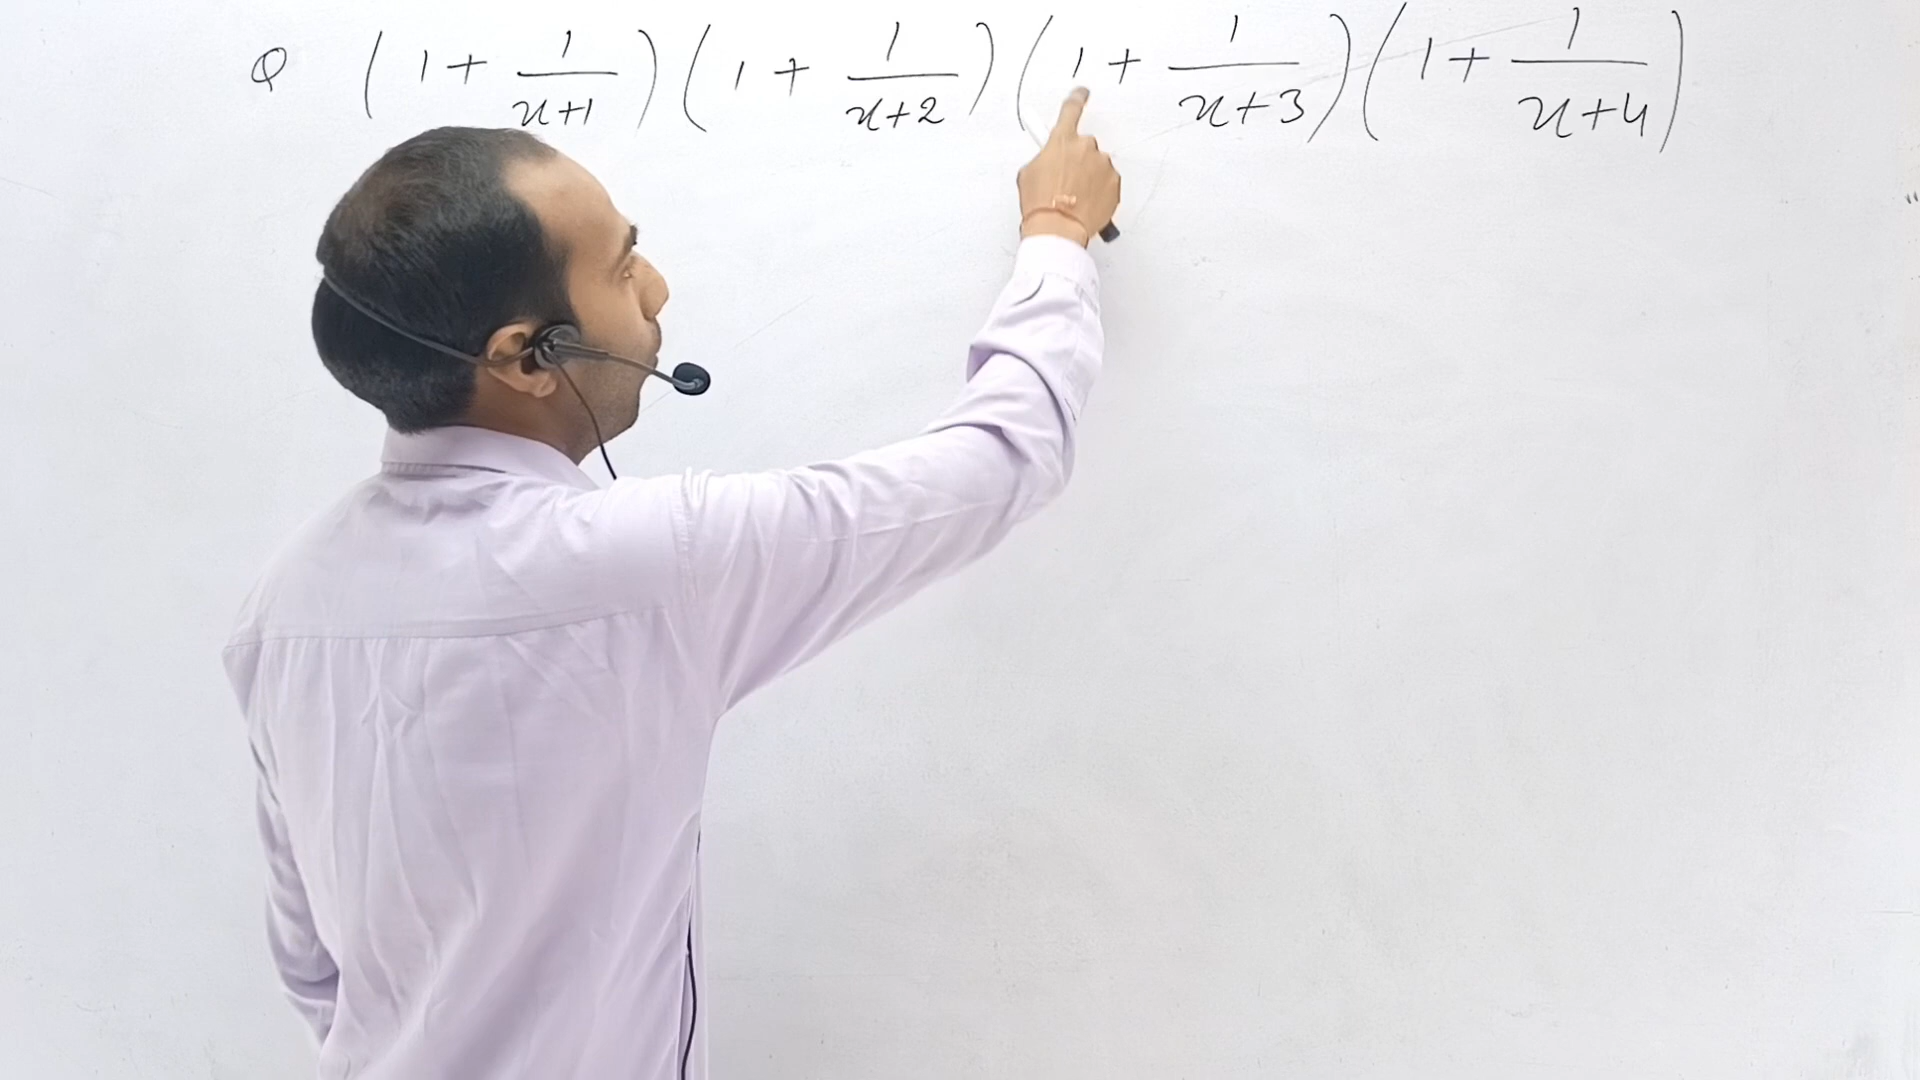 Q (1 + 1/(x+1)) (1 + 1/(x+2)) (1 + 1/(x+3)) (1 + 1/(x+4))